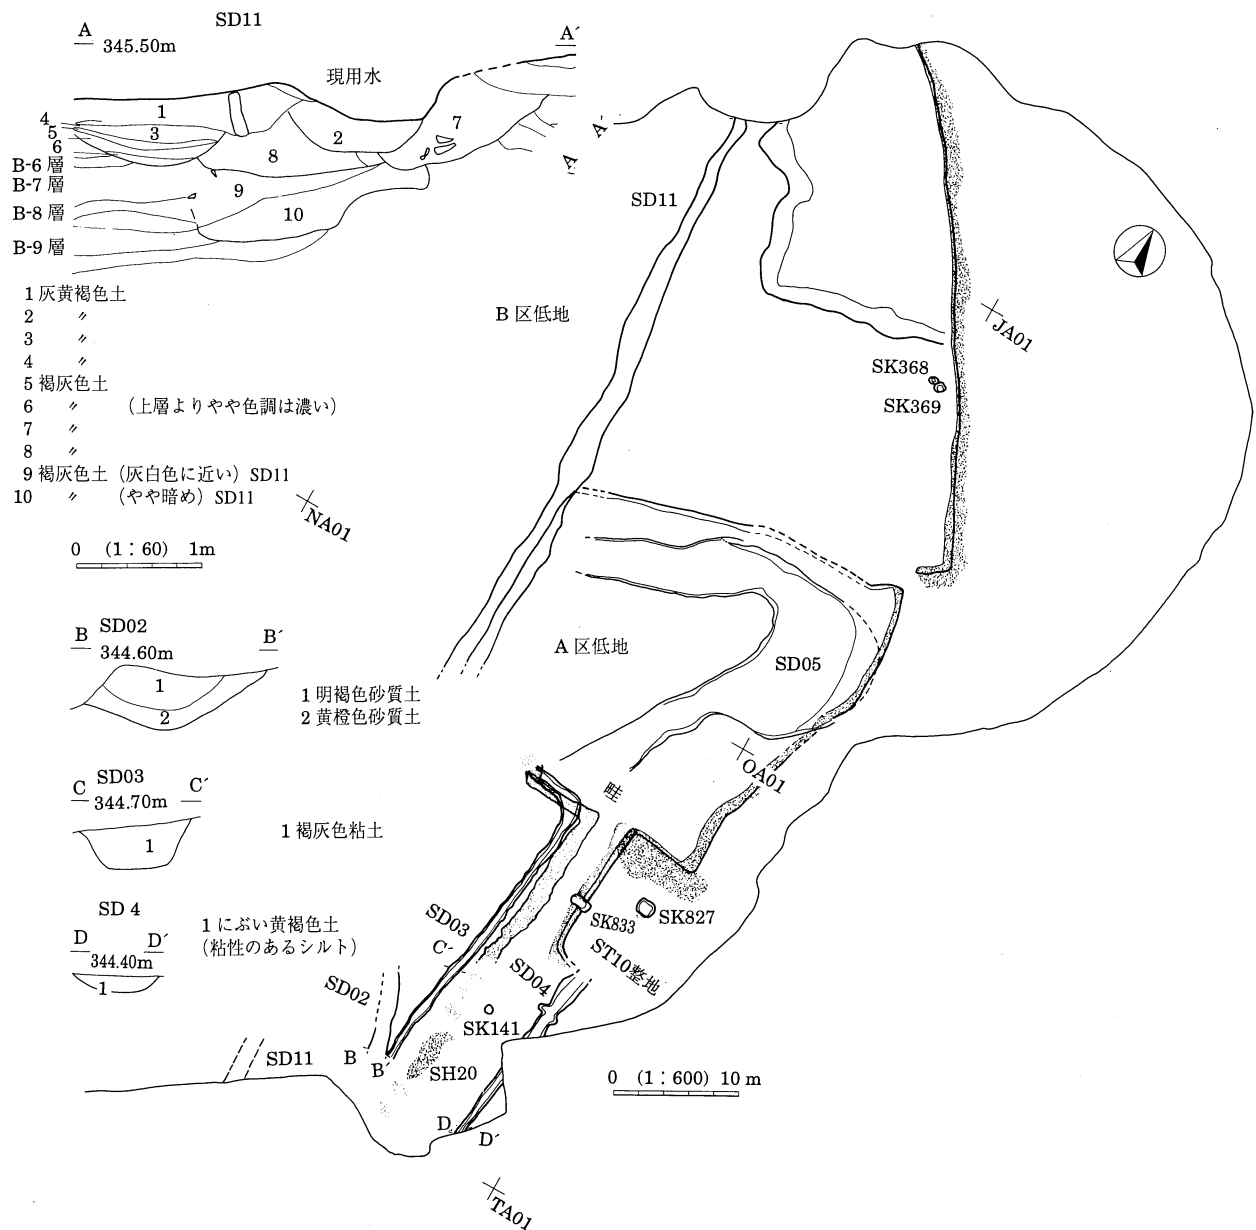 SD11
A A´
345.50m
現用水
1
2
3
4
5
6
7
8
9
10
B-6 層
B-7 層
B-8 層
B-9 層
1 灰黄褐色土
2 〃
3 〃
4 〃
5 褐灰色土
6 〃 (上層よりやや色調は濃い)
7 〃
8 〃
9 褐灰色土 (灰白色に近い) SD11
10 〃 (やや暗め) SD11
0 (1:60) 1m
B SD02 B´
344.60m
1
2
1 明褐色砂質土
2 黄橙色砂質土
C SD03 C´
344.70m
1
1 褐灰色粘土
SD 4
D D´
344.40m
1
1 にぶい黄褐色土
(粘性のあるシルト)
A´
A
SD11
B 区低地
JA01
SK368
SK369
NA01
A 区低地
SD05
OA01
畦
SD03
C´
SK833
SK827
ST10整地
SD04
SD02
SK141
B
B´
SD11
SH20
D
D´
0 (1:600) 10 m
TA01